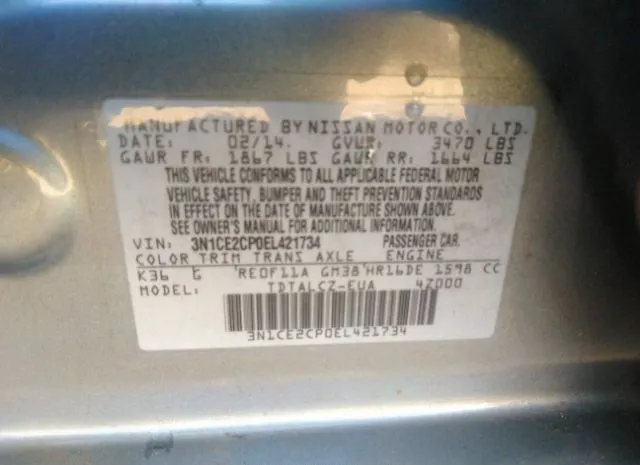 MANUFACTURED BY NISSAN MOTOR CO., LTD.
DATE: 02/14. GVWR: 3470 LBS
GAWR FR: 1867 LBS GAWR RR: 1664 LBS
THIS VEHICLE CONFORMS TO ALL APPLICABLE FEDERAL MOTOR
VEHICLE SAFETY, BUMPER AND THEFT PREVENTION STANDARDS
IN EFFECT ON THE DATE OF MANUFACTURE SHOWN ABOVE.
SEE OWNER'S MANUAL FOR ADDITIONAL INFORMATION.
VIN: 3N1CE2CP0EL421734 PASSENGER CAR.
COLOR TRIM TRANS AXLE ENGINE
K36 G RE0F11A GM38 HR16DE 1598 CC
MODEL: TDTALCZ-EUA 4Z000
3N1CE2CP0EL421734